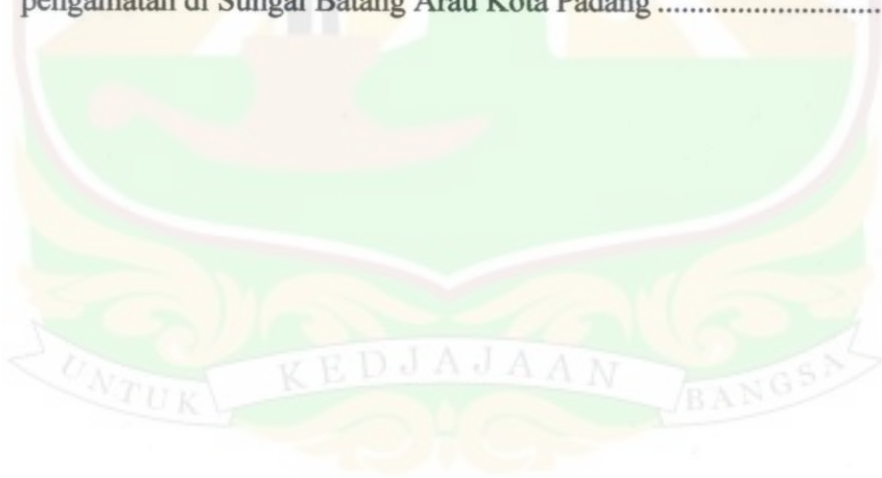 pengamatan di Sungai Batang Arau Kota Padang ..............................
UNTUK KEDJAJAAN BANGSA